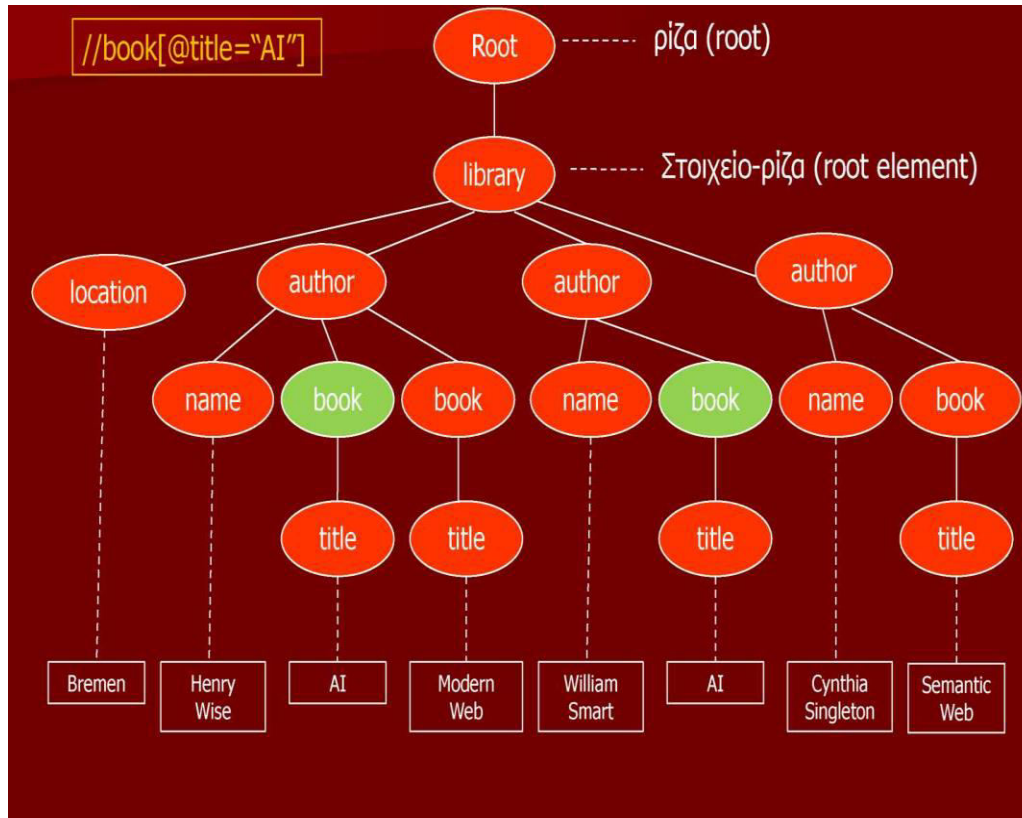 //book[@title=“AI”]
Root
ρίζα (root)
library
Στοιχείο-ρίζα (root element)
location
author
author
author
name
book
book
name
book
name
book
title
title
title
title
Bremen
Henry
Wise
AI
Modern
Web
William
Smart
AI
Cynthia
Singleton
Semantic
Web